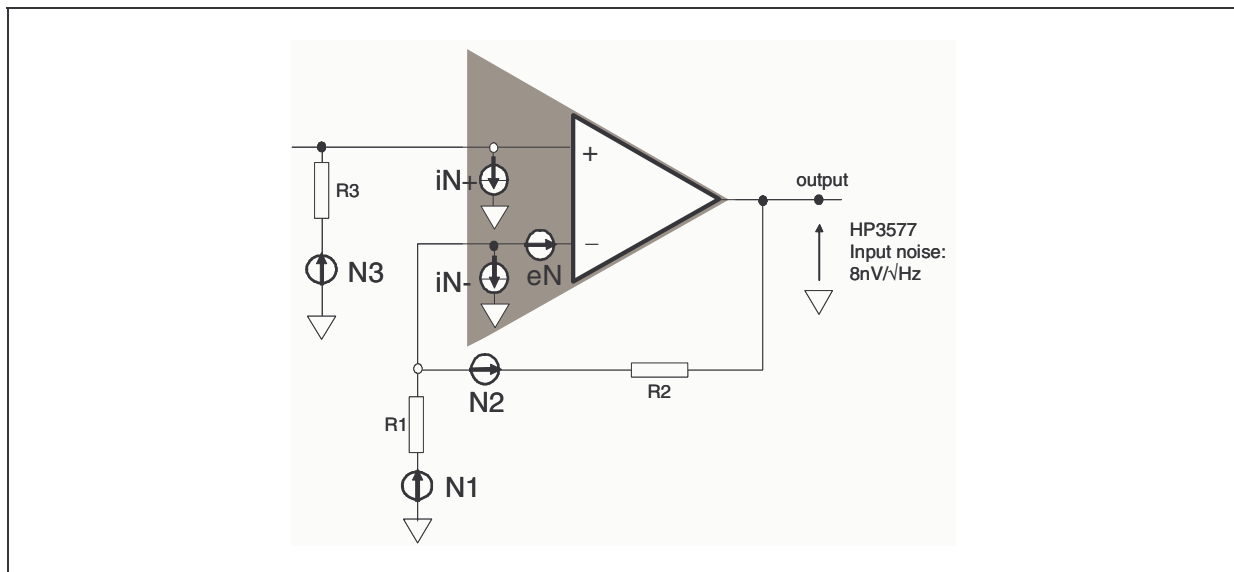 +
iN+
R3
output
HP3577
Input noise:
8nV/√Hz
−
N3
iN-
eN
N2
R2
R1
N1